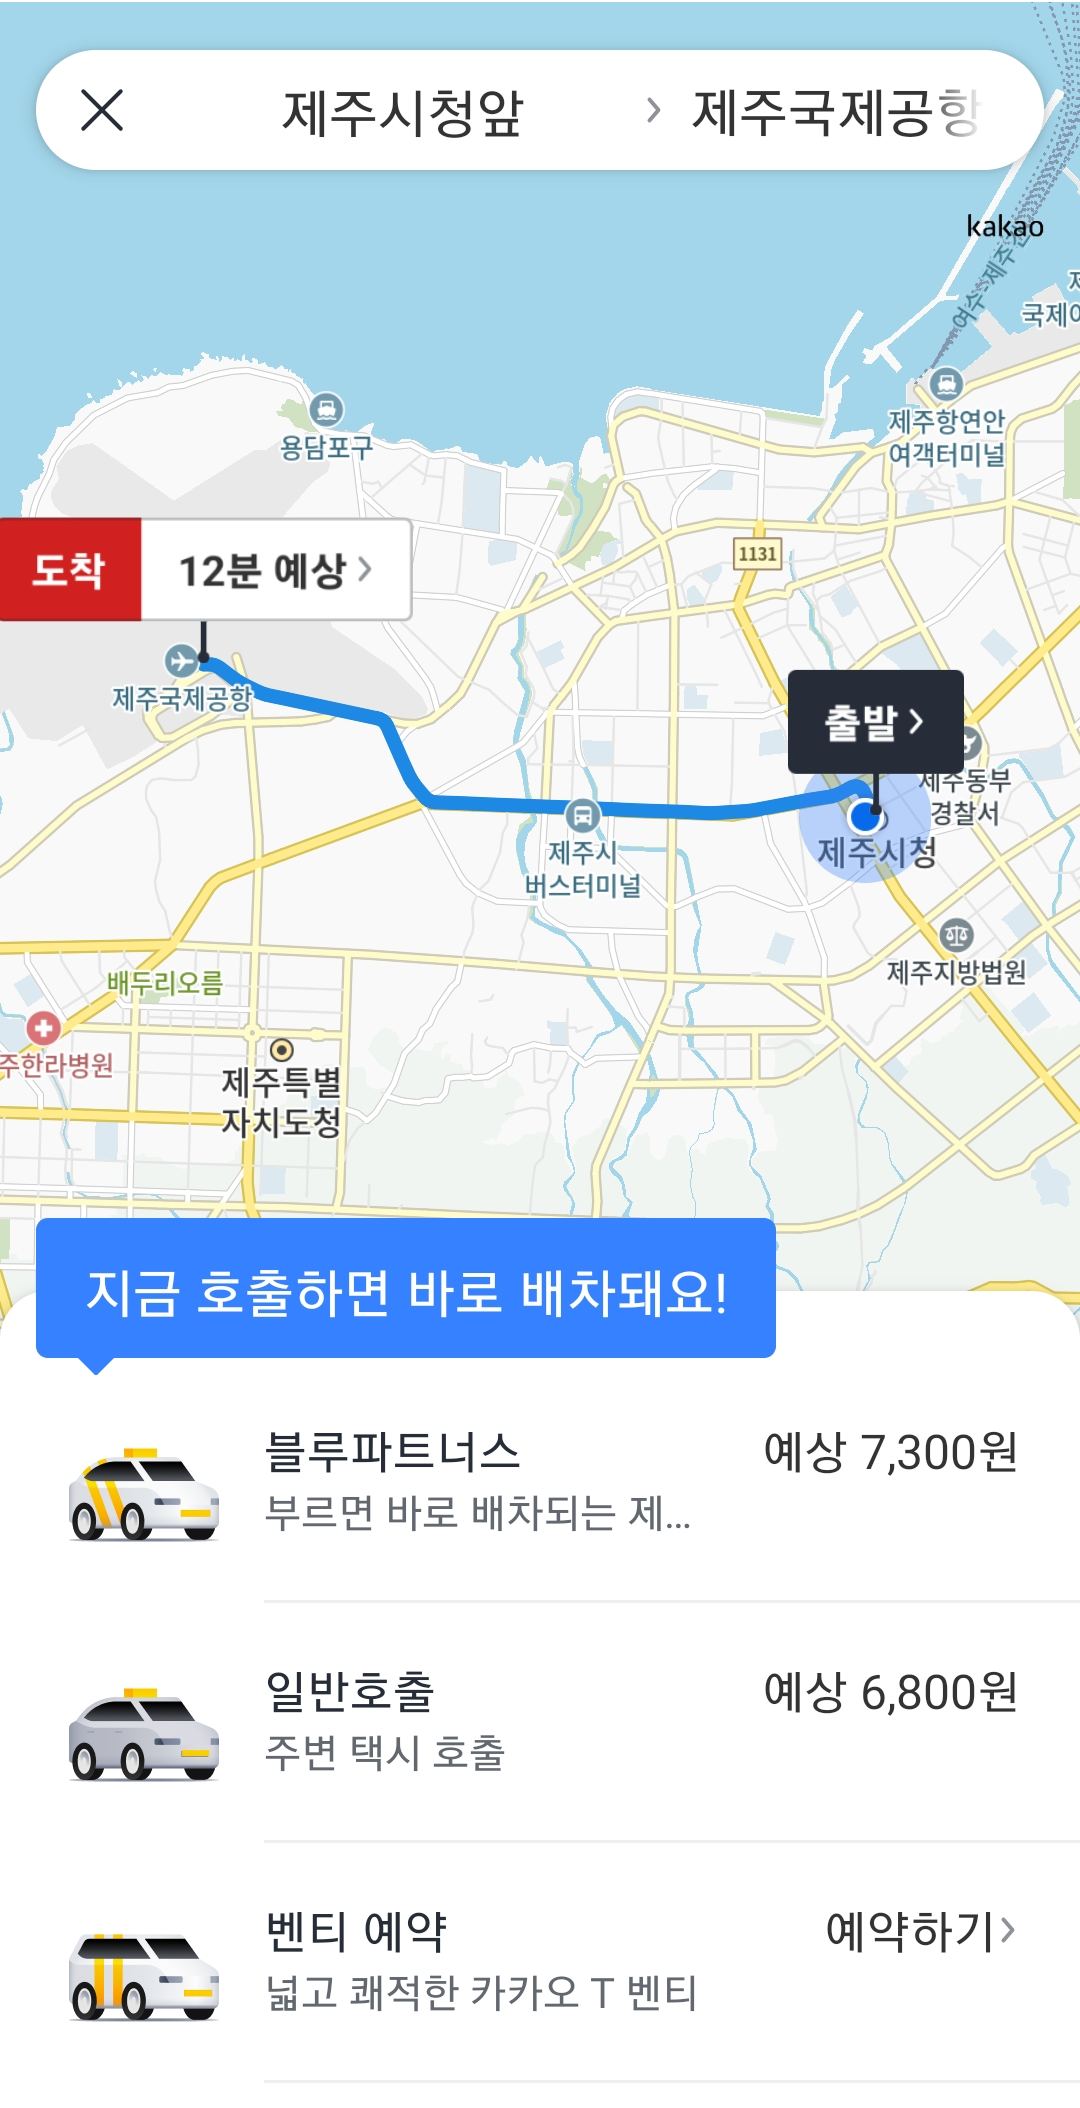 제주시청앞 > 제주국제공항
kakao
여수-제주
국제여
용담포구
제주항연안
여객터미널
1131
도착 12분 예상 >
제주국제공항
출발 >
제주동부
경찰서
제주시청
제주시
버스터미널
제주지방법원
배두리오름
주한라병원
제주특별
자치도청
지금 호출하면 바로 배차돼요!
블루파트너스 예상 7,300원
부르면 바로 배차되는 제...
일반호출 예상 6,800원
주변 택시 호출
벤티 예약 예약하기 >
넓고 쾌적한 카카오 T 벤티